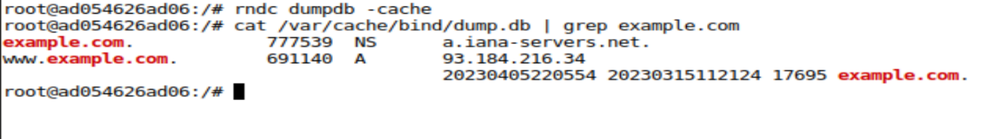 root@ad054626ad06:/# rndc dumpdb -cache
root@ad054626ad06:/# cat /var/cache/bind/dump.db | grep example.com
example.com. 777539 NS a.iana-servers.net.
www.example.com. 691140 A 93.184.216.34
20230405220554 20230315112124 17695 example.com.
root@ad054626ad06:/#